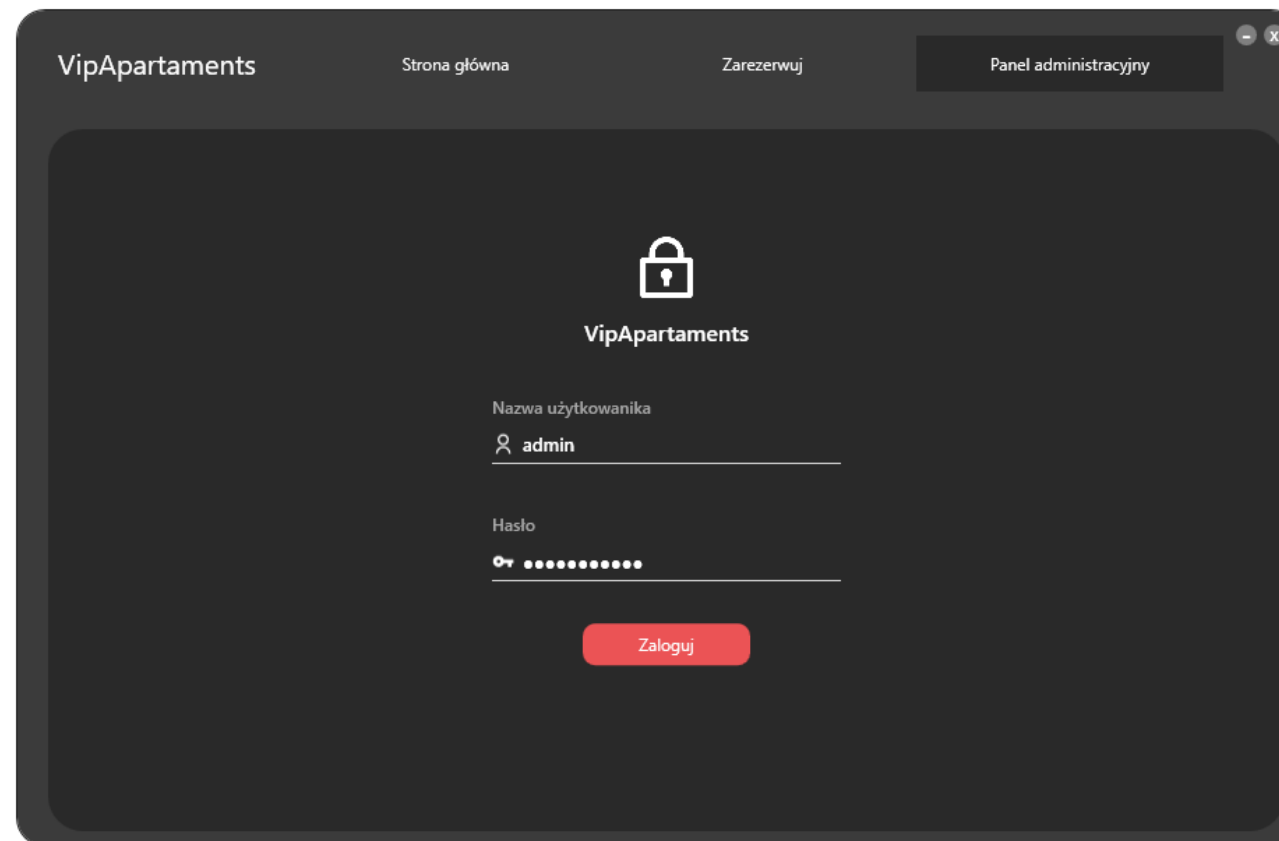 VipApartaments Strona główna Zarezerwuj Panel administracyjny - x
VipApartaments
Nazwa użytkowanika
admin
Hasło
●●●●●●●●●●●
Zaloguj